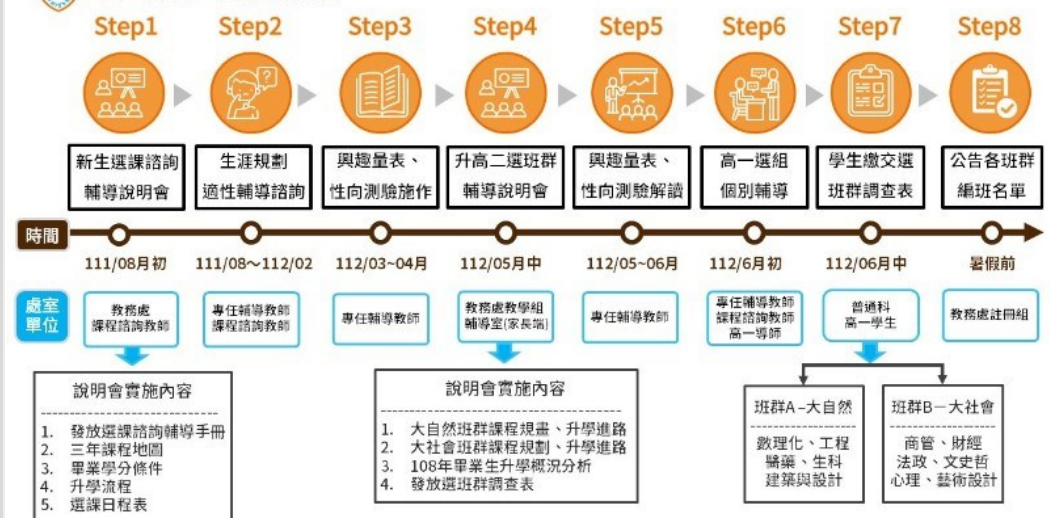 Step1
Step2
Step3
Step4
Step5
Step6
Step7
Step8
新生選課諮詢
輔導說明會
生涯規劃
適性輔導諮詢
興趣量表、
性向測驗施作
升高二選班群
輔導說明會
興趣量表、
性向測驗解讀
高一選組
個別輔導
學生繳交選
班群調查表
公告各班群
編班名單
時間
111/08月初
111/08～112/02
112/03~04月
112/05月中
112/05~06月
112/6月初
112/06月中
暑假前
處室
單位
教務處
課程諮詢教師
專任輔導教師
課程諮詢教師
專任輔導教師
教務處教學組
輔導室(家長端)
專任輔導教師
專任輔導教師
課程諮詢教師
高一導師
普通科
高一學生
教務處註冊組
說明會實施內容
1. 發放選課諮詢輔導手冊
2. 三年課程地圖
3. 畢業學分條件
4. 升學流程
5. 選課日程表
說明會實施內容
1. 大自然班群課程規畫、升學進路
2. 大社會班群課程規劃、升學進路
3. 108年畢業生升學概況分析
4. 發放選班群調查表
班群A–大自然
數理化、工程
醫藥、生科
建築與設計
班群B－大社會
商管、財經
法政、文史哲
心理、藝術設計